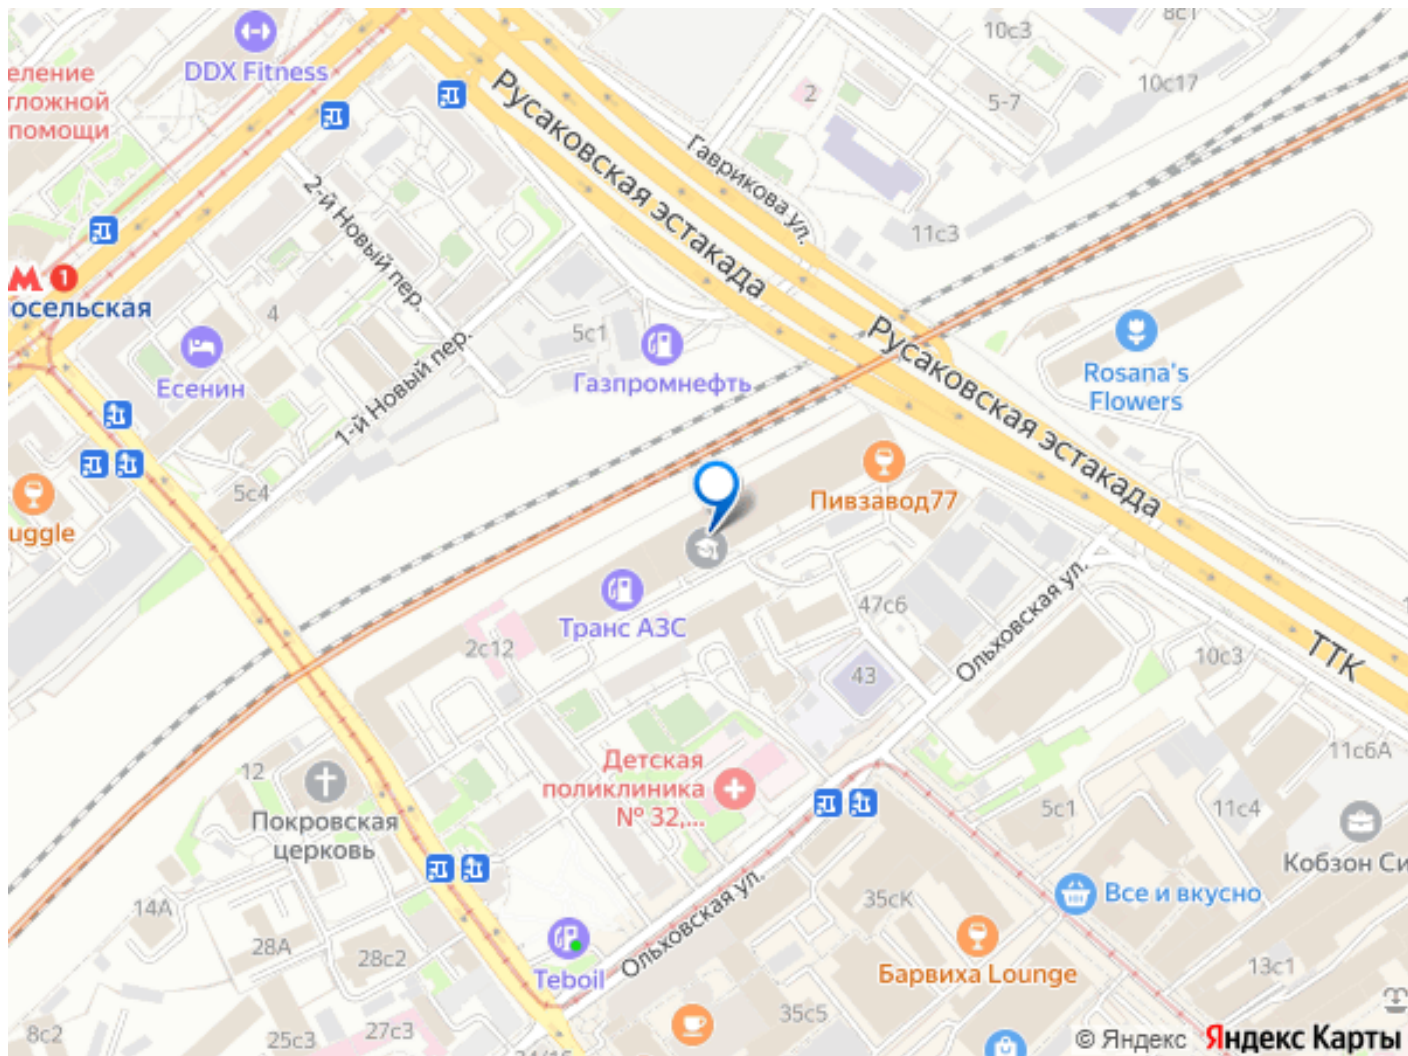 8с1
10с3
DDX Fitness
еление
тложной
помощи
10с17
5-7
2
Русаковская эстакада
Гаврикова ул.
2-й Новый пер.
11с3
М 1
осельская
4
5с1
1-й Новый пер.
Есенин
Газпромнефть
Русаковская эстакада
Rosana's
Flowers
5с4
uggle
Пивзавод77
Транс АЗС
47с6
Ольховская ул.
ТТК
2с12
43
10с3
Детская
поликлиника
№ 32,...
12
Покровская
церковь
11с6А
5с1
11с4
Кобзон Си
14А
28А
28с2
Ольховская ул.
35сК
Все и вкусно
Teboil
Барвиха Lounge
13с1
8с2
25с3
27с3
35с5
© Яндекс Яндекс Карты